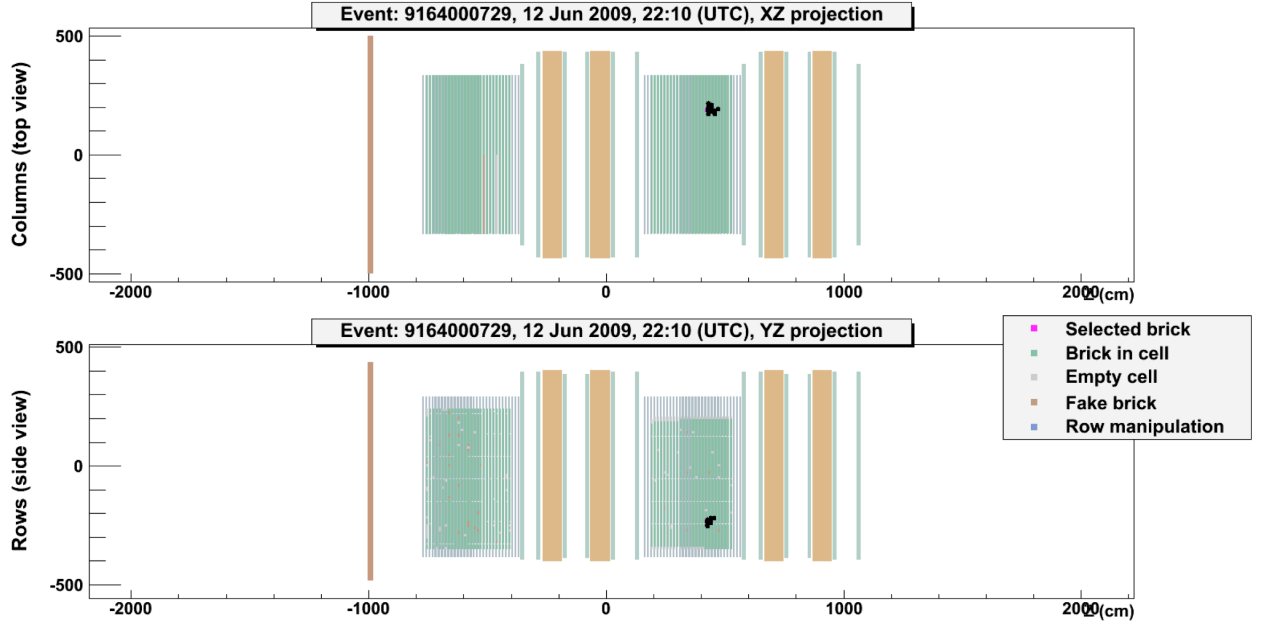 Event: 9164000729, 12 Jun 2009, 22:10 (UTC), XZ projection
Columns (top view)
500
0
-500
-2000 -1000 0 1000 2000 Z (cm)
Event: 9164000729, 12 Jun 2009, 22:10 (UTC), YZ projection
Rows (side view)
500
0
-500
-2000 -1000 0 1000 2000 Z (cm)
Selected brick
Brick in cell
Empty cell
Fake brick
Row manipulation